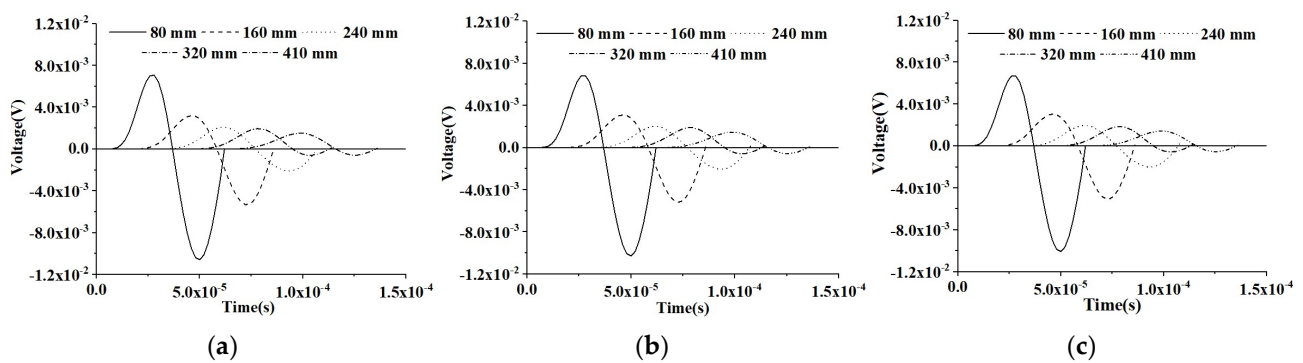 1.2x10⁻²
80 mm 160 mm 240 mm
320 mm 410 mm
8.0x10⁻³
4.0x10⁻³
0.0
-4.0x10⁻³
-8.0x10⁻³
-1.2x10⁻²
Voltage(V)
0.0 5.0x10⁻⁵ 1.0x10⁻⁴ 1.5x10⁻⁴
Time(s)
(a)
1.2x10⁻²
80 mm 160 mm 240 mm
320 mm 410 mm
8.0x10⁻³
4.0x10⁻³
0.0
-4.0x10⁻³
-8.0x10⁻³
-1.2x10⁻²
Voltage(V)
0.0 5.0x10⁻⁵ 1.0x10⁻⁴ 1.5x10⁻⁴
Time(s)
(b)
1.2x10⁻²
80 mm 160 mm 240 mm
320 mm 410 mm
8.0x10⁻³
4.0x10⁻³
0.0
-4.0x10⁻³
-8.0x10⁻³
-1.2x10⁻²
Voltage(V)
0.0 5.0x10⁻⁵ 1.0x10⁻⁴ 1.5x10⁻⁴
Time(s)
(c)